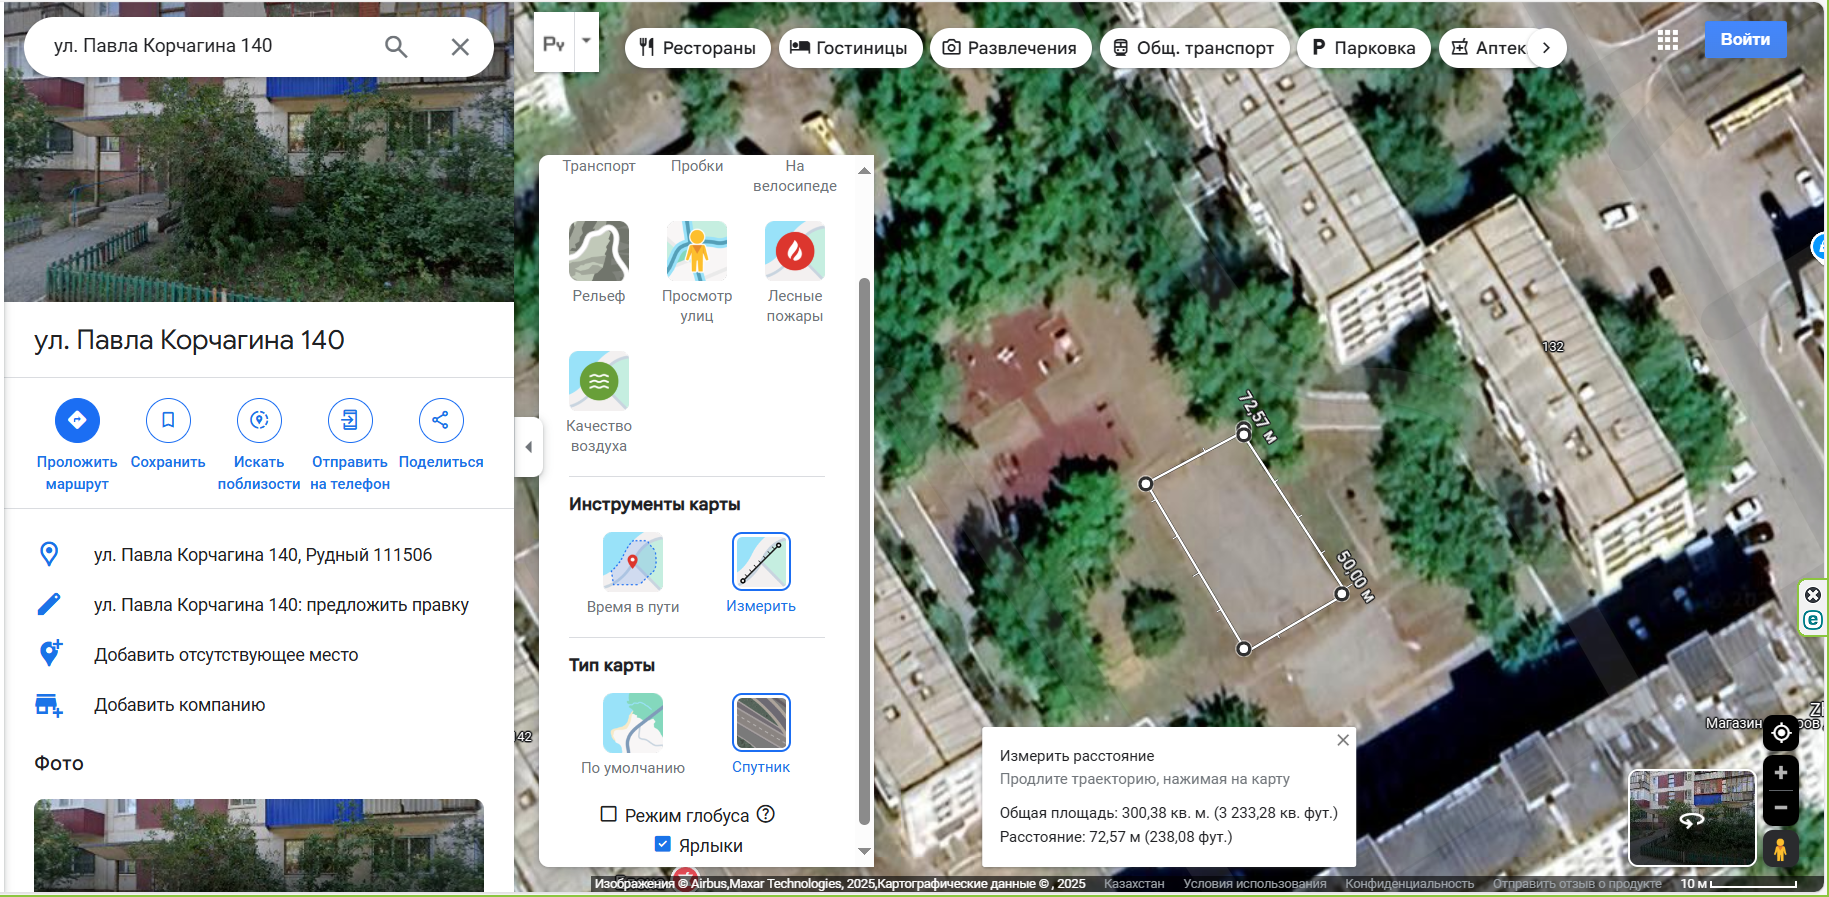 ул. Павла Корчагина 140
Ру
Рестораны
Гостиницы
Развлечения
Общ. транспорт
Парковка
Аптек
Войти
Транспорт
Пробки
На
велосипеде
Рельеф
Просмотр
улиц
Лесные
пожары
Качество
воздуха
Инструменты карты
Время в пути
Измерить
Тип карты
По умолчанию
Спутник
Режим глобуса
Ярлыки
ул. Павла Корчагина 140
Проложить
маршрут
Сохранить
Искать
поблизости
Отправить
на телефон
Поделиться
ул. Павла Корчагина 140, Рудный 111506
ул. Павла Корчагина 140: предложить правку
Добавить отсутствующее место
Добавить компанию
Фото
132
72,57 м
50,00 м
142
Магазин
ров
Измерить расстояние
Продлите траекторию, нажимая на карту
Общая площадь: 300,38 кв. м. (3 233,28 кв. фут.)
Расстояние: 72,57 м (238,08 фут.)
Изображения © Airbus,Maxar Technologies, 2025,Картографические данные © , 2025
Казахстан
Условия использования
Конфиденциальность
Отправить отзыв о продукте
10 м